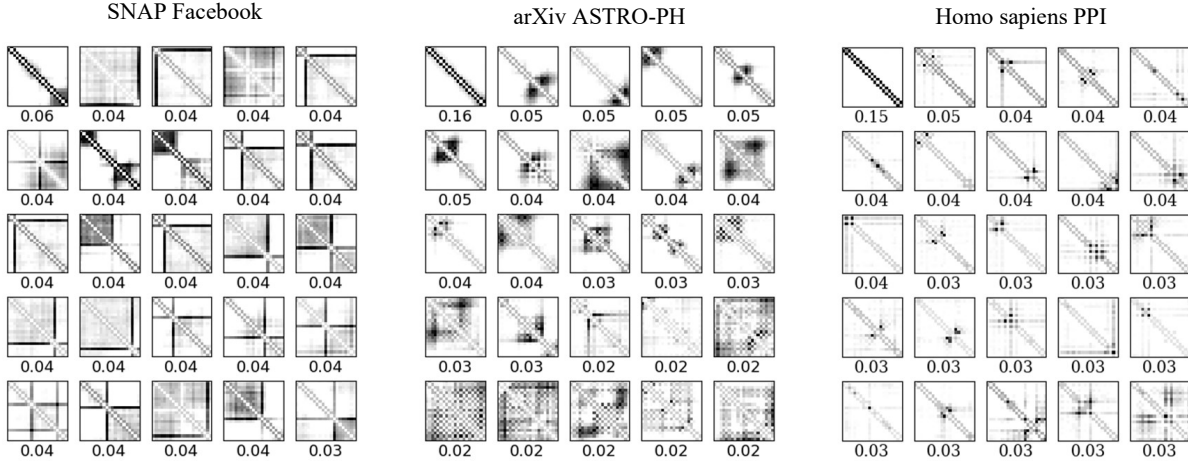 SNAP Facebook arXiv ASTRO-PH Homo sapiens PPI
0.06 0.04 0.04 0.04 0.04 0.16 0.05 0.05 0.05 0.05 0.15 0.05 0.04 0.04 0.04
0.04 0.04 0.04 0.04 0.04 0.05 0.04 0.04 0.04 0.04 0.04 0.04 0.04 0.04 0.04
0.04 0.04 0.04 0.04 0.04 0.04 0.04 0.03 0.03 0.03 0.04 0.03 0.03 0.03 0.03
0.04 0.04 0.04 0.04 0.04 0.03 0.03 0.02 0.02 0.02 0.03 0.03 0.03 0.03 0.03
0.04 0.04 0.04 0.04 0.03 0.02 0.02 0.02 0.02 0.02 0.03 0.03 0.03 0.03 0.03